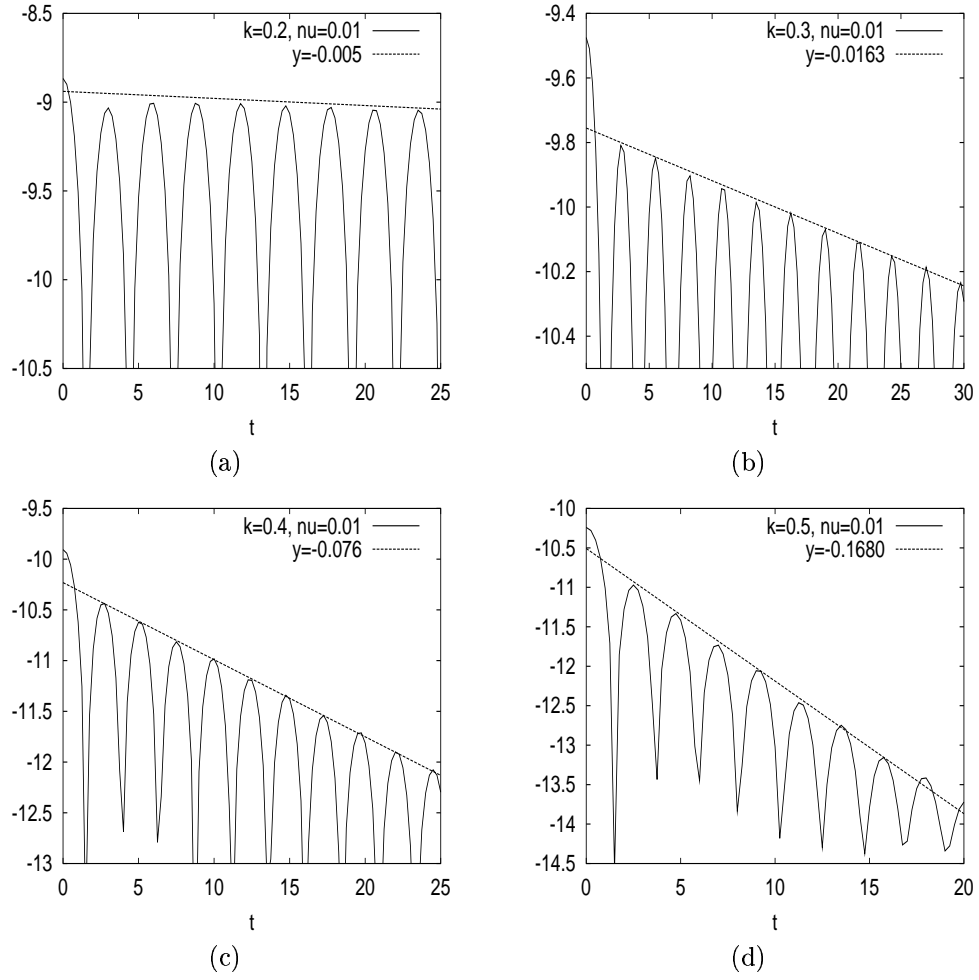 k=0.2, nu=0.01
y=-0.005
-8.5
-9
-9.5
-10
-10.5
0 5 10 15 20 25
t
(a)
k=0.3, nu=0.01
y=-0.0163
-9.4
-9.6
-9.8
-10
-10.2
-10.4
0 5 10 15 20 25 30
t
(b)
k=0.4, nu=0.01
y=-0.076
-9.5
-10
-10.5
-11
-11.5
-12
-12.5
-13
0 5 10 15 20 25
t
(c)
k=0.5, nu=0.01
y=-0.1680
-10
-10.5
-11
-11.5
-12
-12.5
-13
-13.5
-14
-14.5
0 5 10 15 20
t
(d)